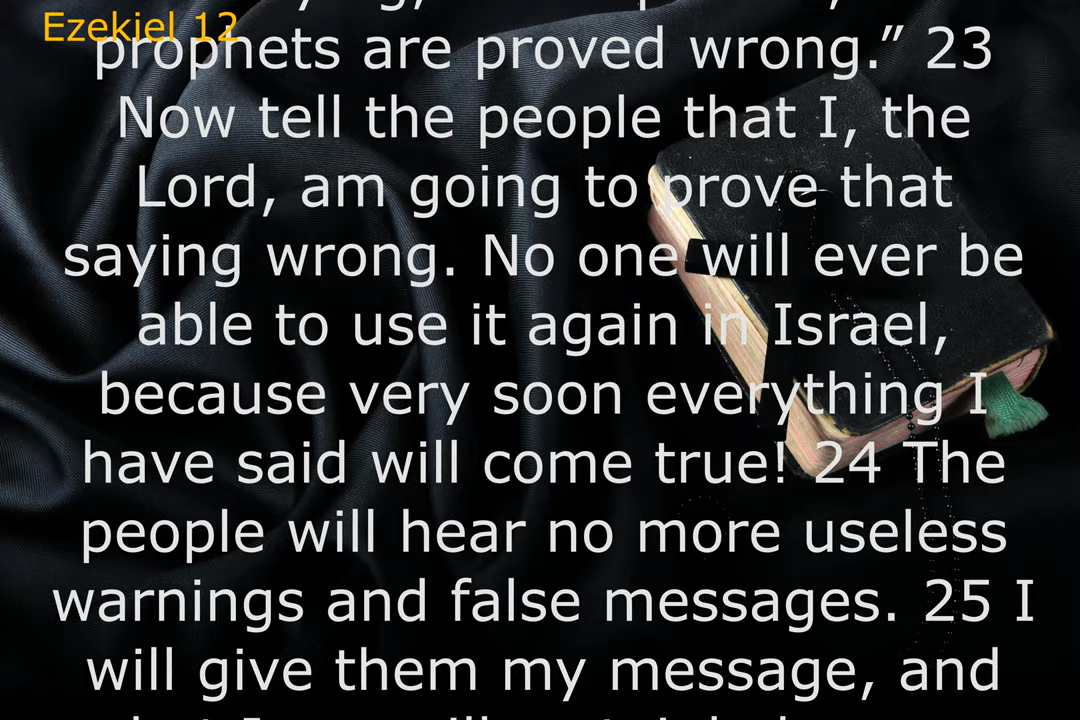 Ezekiel 12
prophets are proved wrong.” 23
Now tell the people that I, the
Lord, am going to prove that
saying wrong. No one will ever be
able to use it again in Israel,
because very soon everything I
have said will come true! 24 The
people will hear no more useless
warnings and false messages. 25 I
will give them my message, and